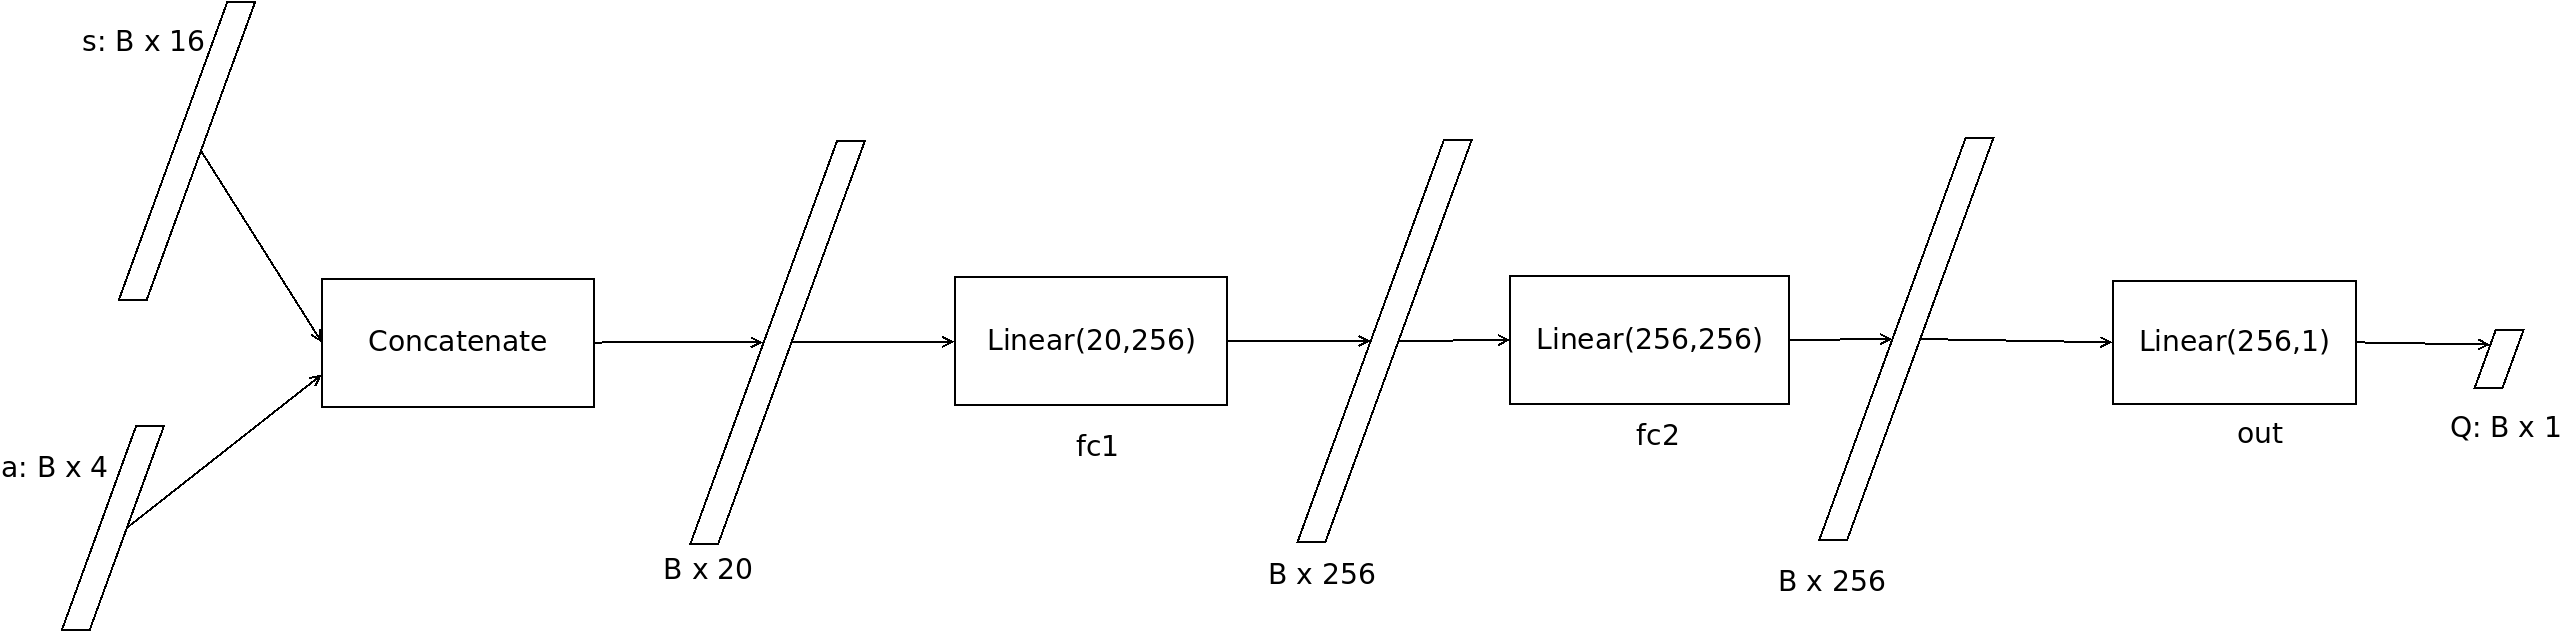 s: B x 16
a: B x 4
Concatenate
B x 20
Linear(20,256)
fc1
B x 256
Linear(256,256)
fc2
B x 256
Linear(256,1)
out
Q: B x 1